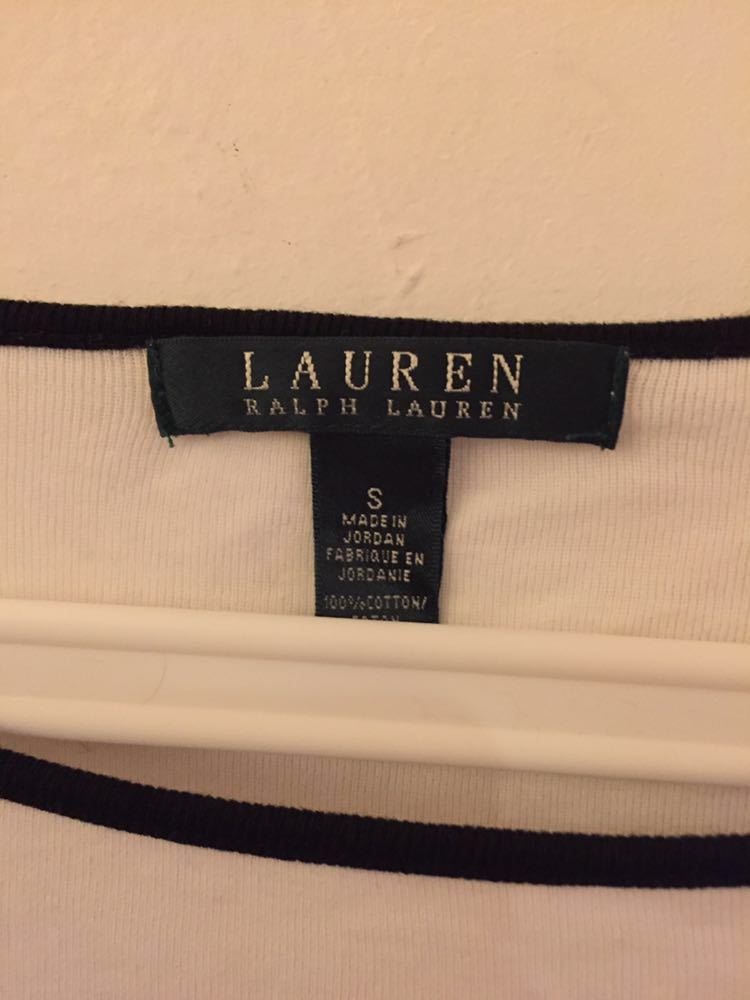 LAUREN
RALPH LAUREN
S
MADE IN
JORDAN
FABRIQUE EN
JORDANIE
100% COTTON/